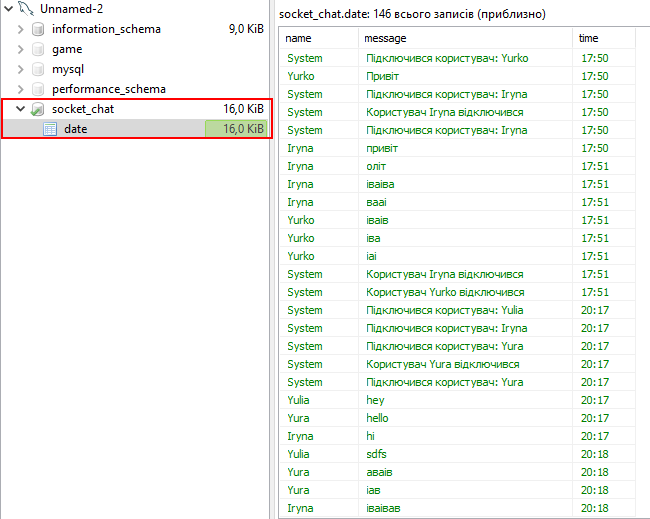 Unnamed-2
information_schema 9,0 KiB
game
mysql
performance_schema
socket_chat 16,0 KiB
date 16,0 KiB
socket_chat.date: 146 всього записів (приблизно)
name message time
System Підключився користувач: Yurko 17:50
Yurko Привіт 17:50
System Підключився користувач: Iryna 17:50
System Користувач Iryna відключився 17:50
System Підключився користувач: Iryna 17:50
Iryna привіт 17:50
Iryna оліт 17:51
Iryna іваіва 17:51
Iryna вааі 17:51
Yurko іваів 17:51
Yurko іва 17:51
Yurko іаі 17:51
System Користувач Iryna відключився 17:51
System Користувач Yurko відключився 17:51
System Підключився користувач: Yulia 20:17
System Підключився користувач: Iryna 20:17
System Підключився користувач: Yura 20:17
System Користувач Yura відключився 20:17
System Підключився користувач: Yura 20:17
Yulia hey 20:17
Yura hello 20:17
Iryna hi 20:17
Yulia sdfs 20:18
Yura аваів 20:18
Yura іав 20:18
Iryna іваівав 20:18